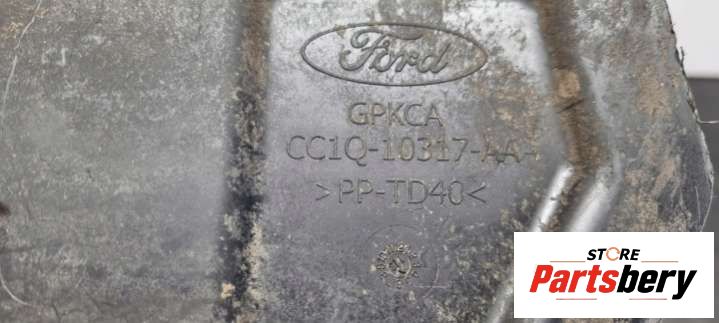 Ford
GPKCA
CC1Q-10317-AA
>PP-TD40<
STORE
Partsbery